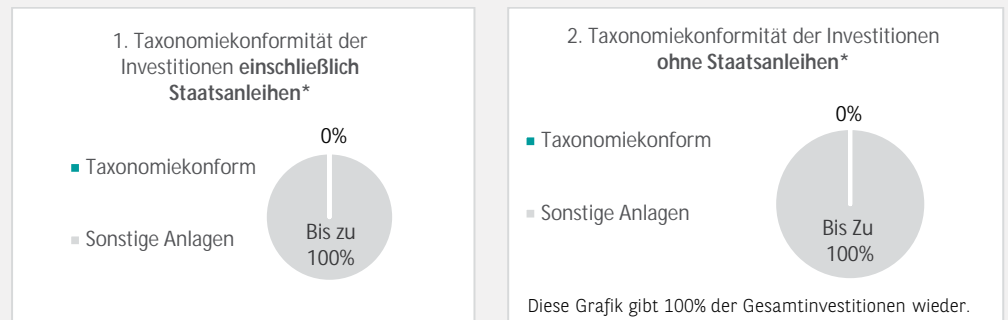 1. Taxonomiekonformität der
Investitionen einschließlich
Staatsanleihen*
0%
Taxonomiekonform
Sonstige Anlagen
Bis zu
100%
2. Taxonomiekonformität der Investitionen
ohne Staatsanleihen*
0%
Taxonomiekonform
Sonstige Anlagen
Bis Zu
100%
Diese Grafik gibt 100% der Gesamtinvestitionen wieder.